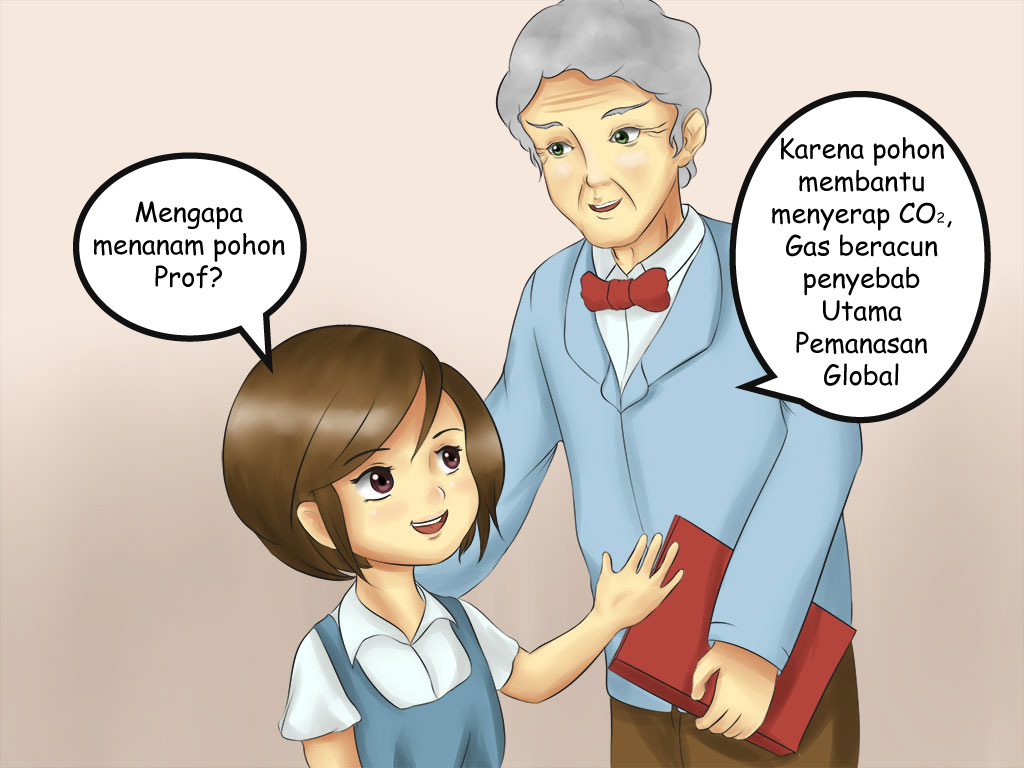 Mengapa
menanam pohon
Prof?
Karena pohon
membantu
menyerap CO₂,
Gas beracun
penyebab
Utama
Pemanasan
Global